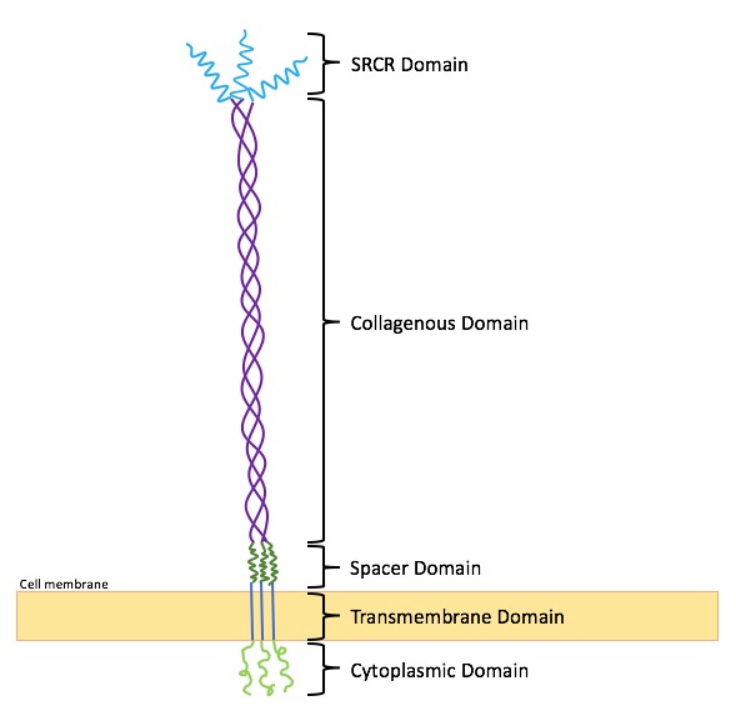 SRCR Domain
Collagenous Domain
Spacer Domain
Cell membrane
Transmembrane Domain
Cytoplasmic Domain